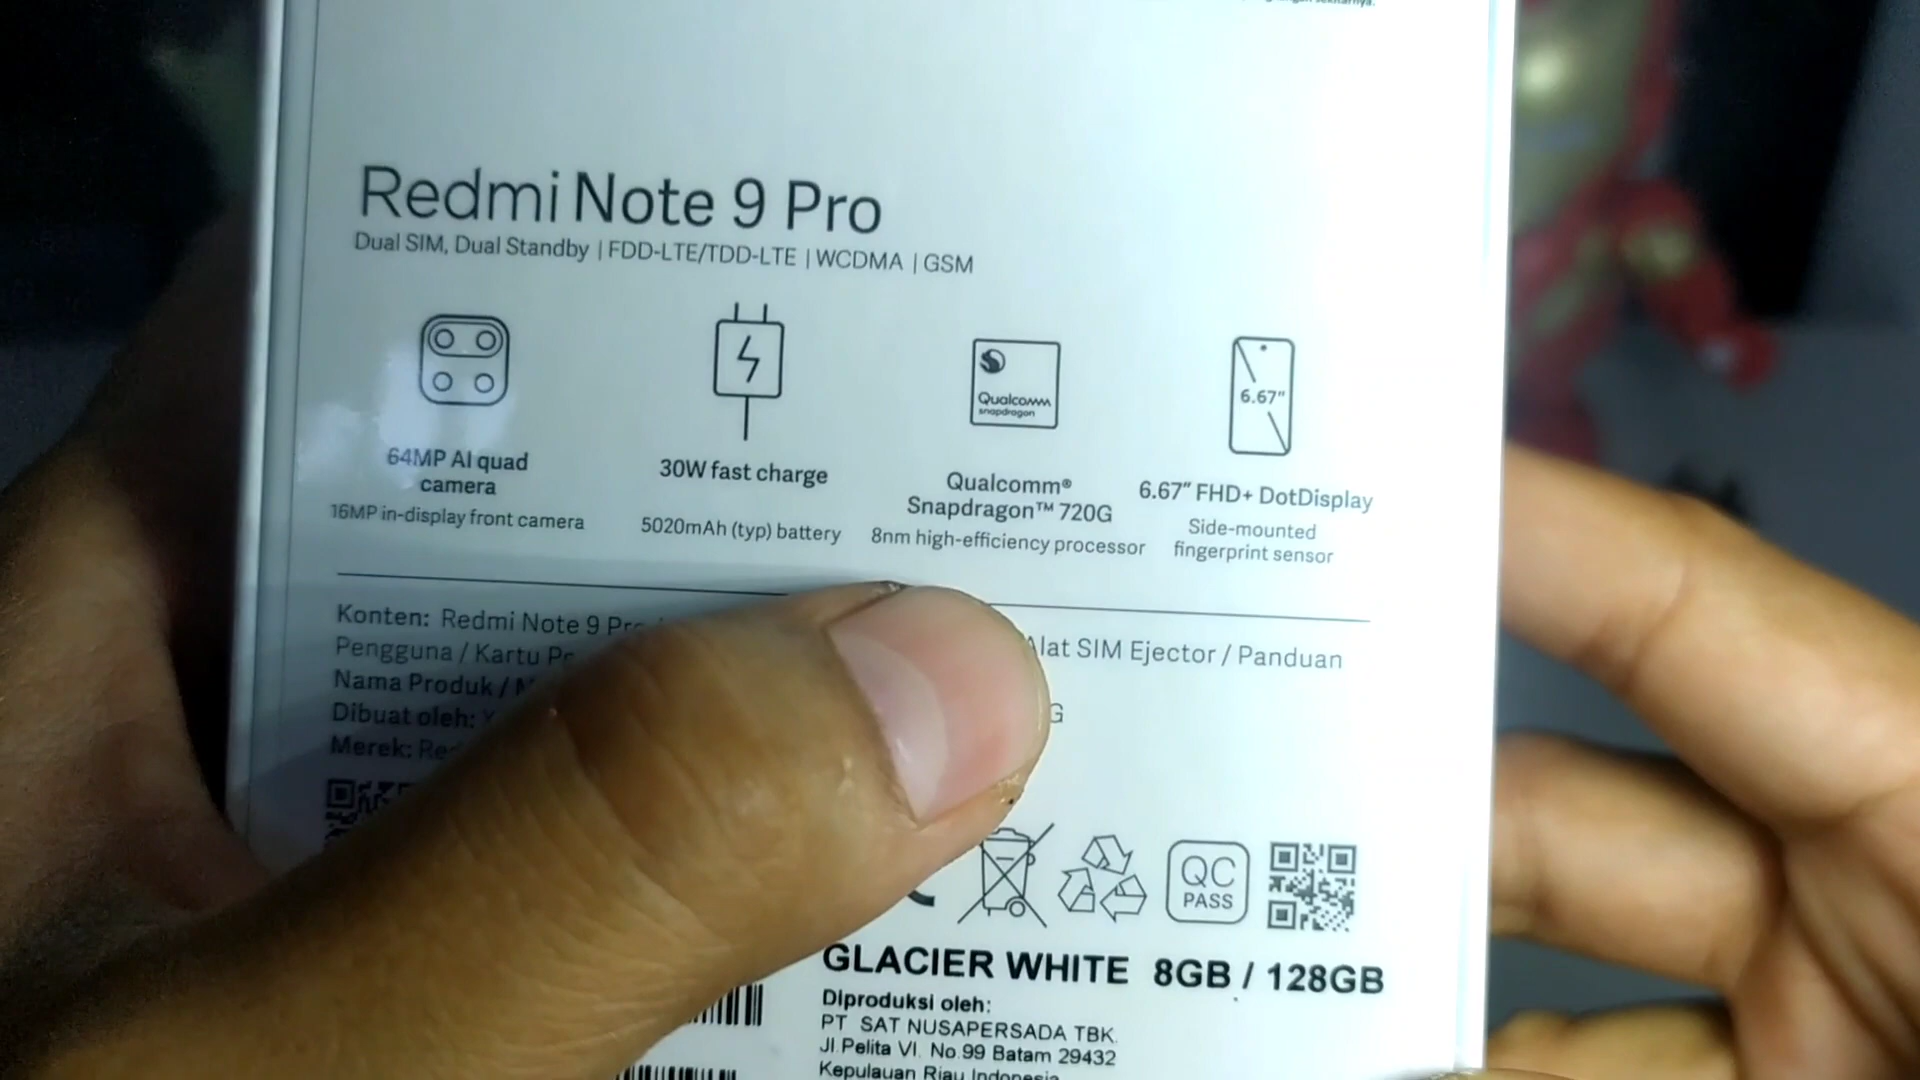 Redmi Note 9 Pro
Dual SIM, Dual Standby | FDD-LTE/TDD-LTE | WCDMA | GSM
Qualcomm
snapdragon
6.67"
64MP AI quad
camera
16MP in-display front camera
30W fast charge
5020mAh (typ) battery
Qualcomm®
Snapdragon™ 720G
8nm high-efficiency processor
6.67" FHD+ DotDisplay
Side-mounted
fingerprint sensor
Konten: Redmi Note 9 Pro Alat SIM Ejector / Panduan
Pengguna / Kartu
Nama Produk /
Dibuat oleh:
Merek:
QC
PASS
GLACIER WHITE 8GB / 128GB
Diproduksi oleh:
PT SAT NUSAPERSADA TBK.
Jl. Pelita VI. No.99 Batam 29432
Kepulauan Riau Indonesia